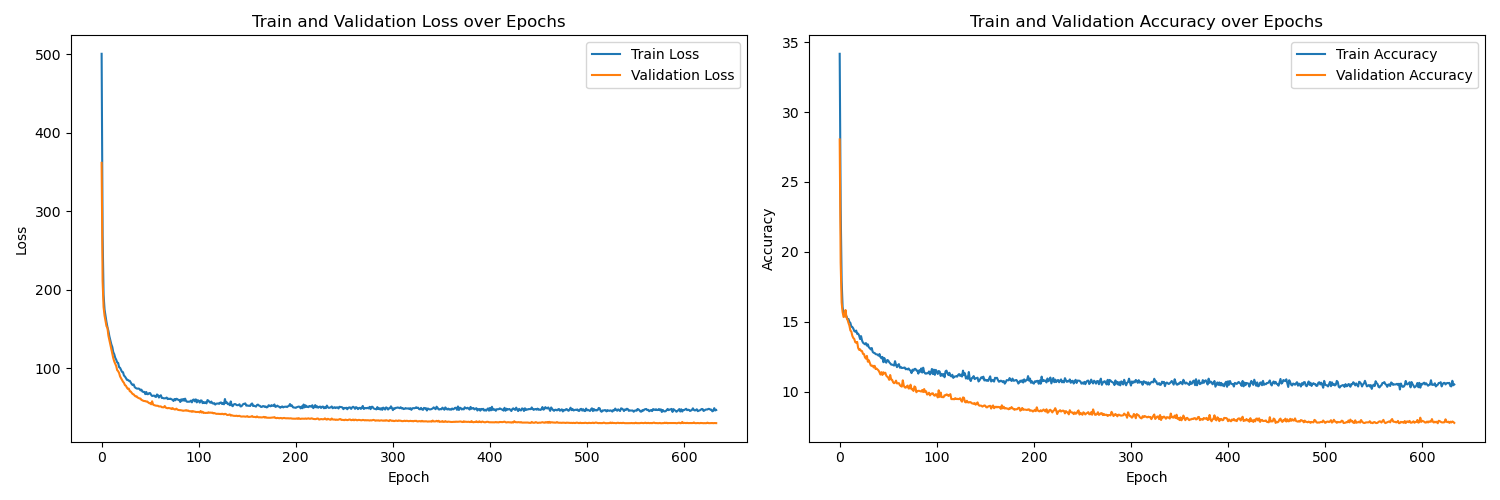 Train and Validation Loss over Epochs
Loss
500
400
300
200
100
0
100
200
300
400
500
600
Epoch
Train Loss
Validation Loss
Train and Validation Accuracy over Epochs
Accuracy
35
30
25
20
15
10
0
100
200
300
400
500
600
Epoch
Train Accuracy
Validation Accuracy